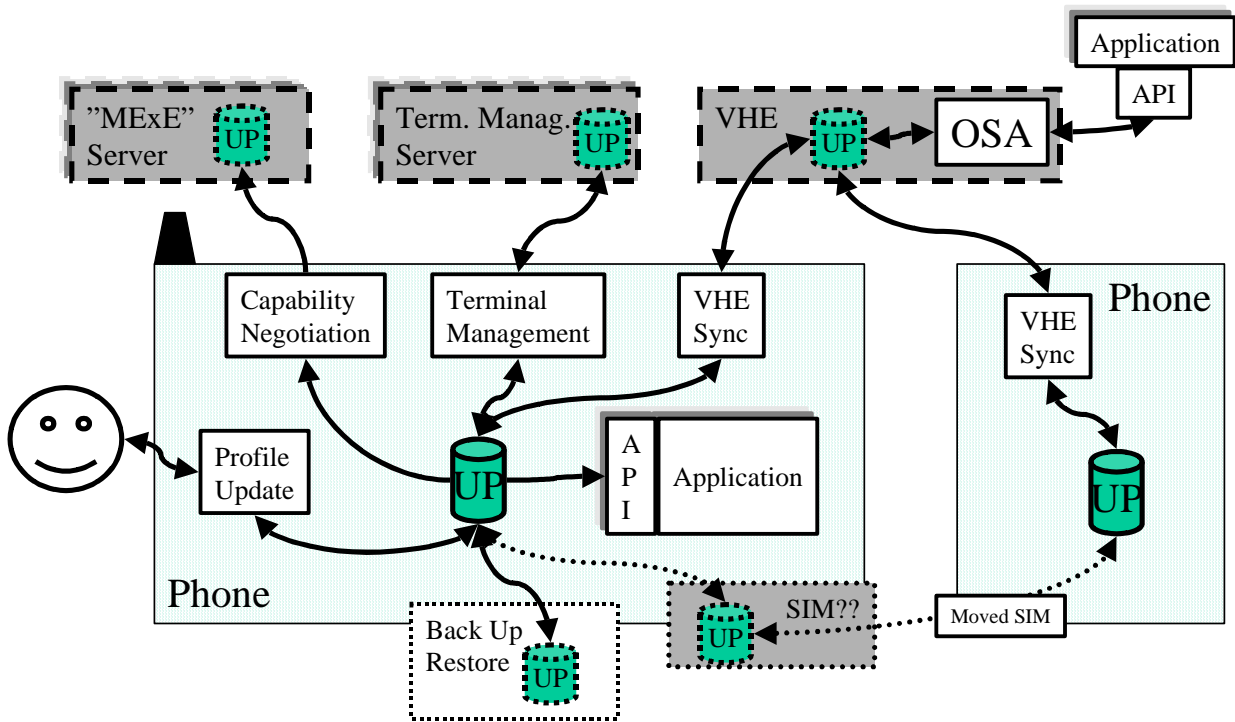 Application
API
”MExE”
Server
UP
Term. Manag.
Server
UP
VHE
UP
OSA
Capability
Negotiation
Terminal
Management
VHE
Sync
Phone
VHE
Sync
Profile
Update
UP
A
P
I
Application
UP
Phone
Back Up
Restore
UP
SIM??
UP
Moved SIM